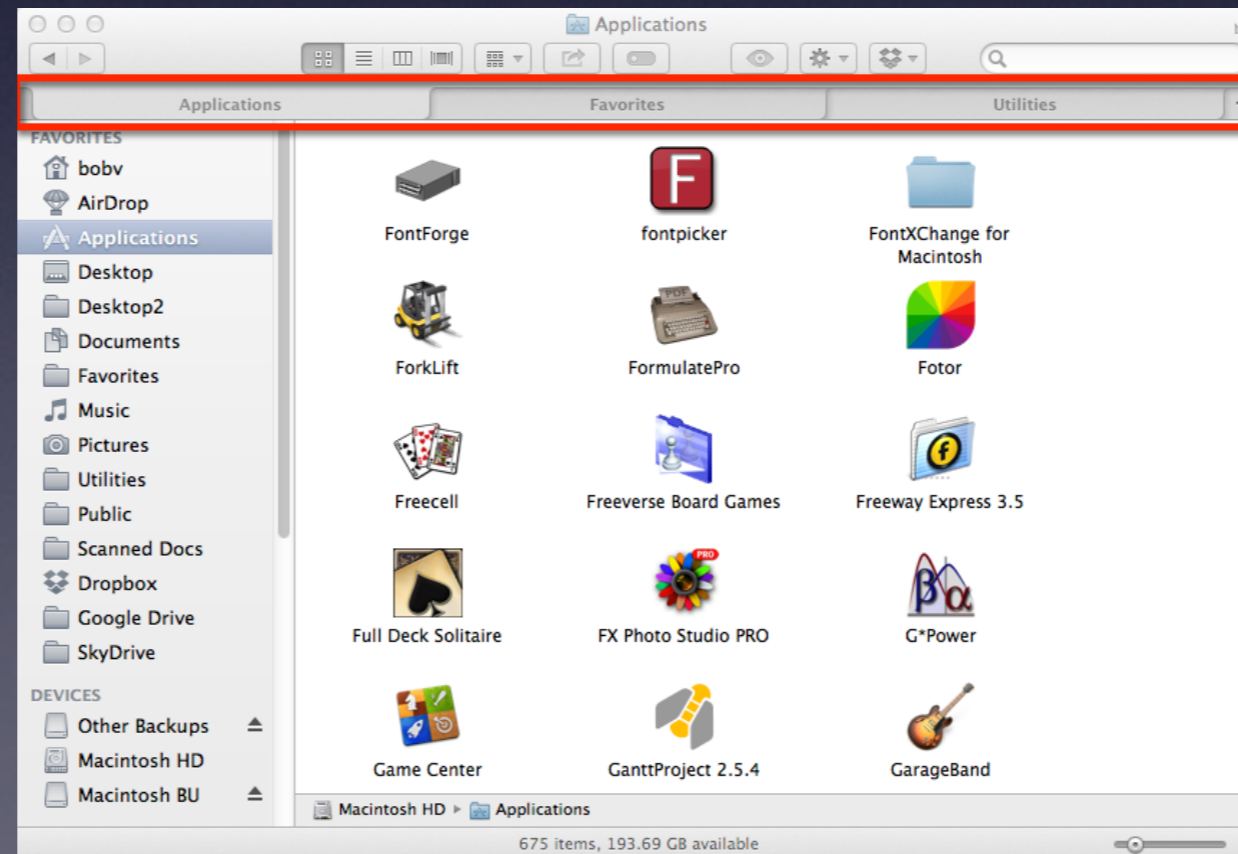 Applications
Applications Favorites Utilities
FAVORITES
bobv
AirDrop
Applications
Desktop
Desktop2
Documents
Favorites
Music
Pictures
Utilities
Public
Scanned Docs
Dropbox
Google Drive
SkyDrive
DEVICES
Other Backups
Macintosh HD
Macintosh BU
F
FontForge fontpicker FontXChange for
Macintosh
PDF
ForkLift FormulatePro Fotor
f
Freecell Freeverse Board Games Freeway Express 3.5
PRO
β α
Full Deck Solitaire FX Photo Studio PRO G*Power
Game Center GanttProject 2.5.4 GarageBand
Macintosh HD ▸ Applications
675 items, 193.69 GB available